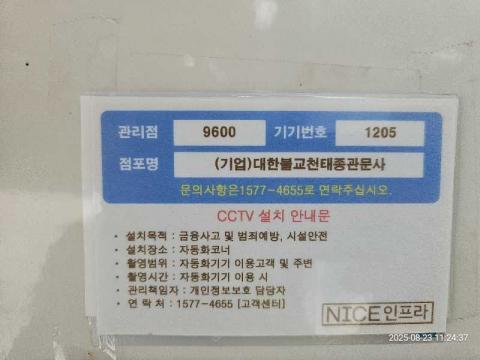 관리점 9600 기기번호 1205
점포명 (기업)대한불교천태종관문사
문의사항은1577~4655로 연락주십시오.
CCTV 설치 안내문
• 설치목적 : 금융사고 및 범죄예방, 시설안전
• 설치장소 : 자동화코너
• 촬영범위 : 자동화기기 이용고객 및 주변
• 촬영시간 : 자동화기기 이용 시
• 관리책임자 : 개인정보보호 담당자
• 연 락 처 : 1577-4655 [고객센터]
NICE인프라
2025-08-23 11:24:37